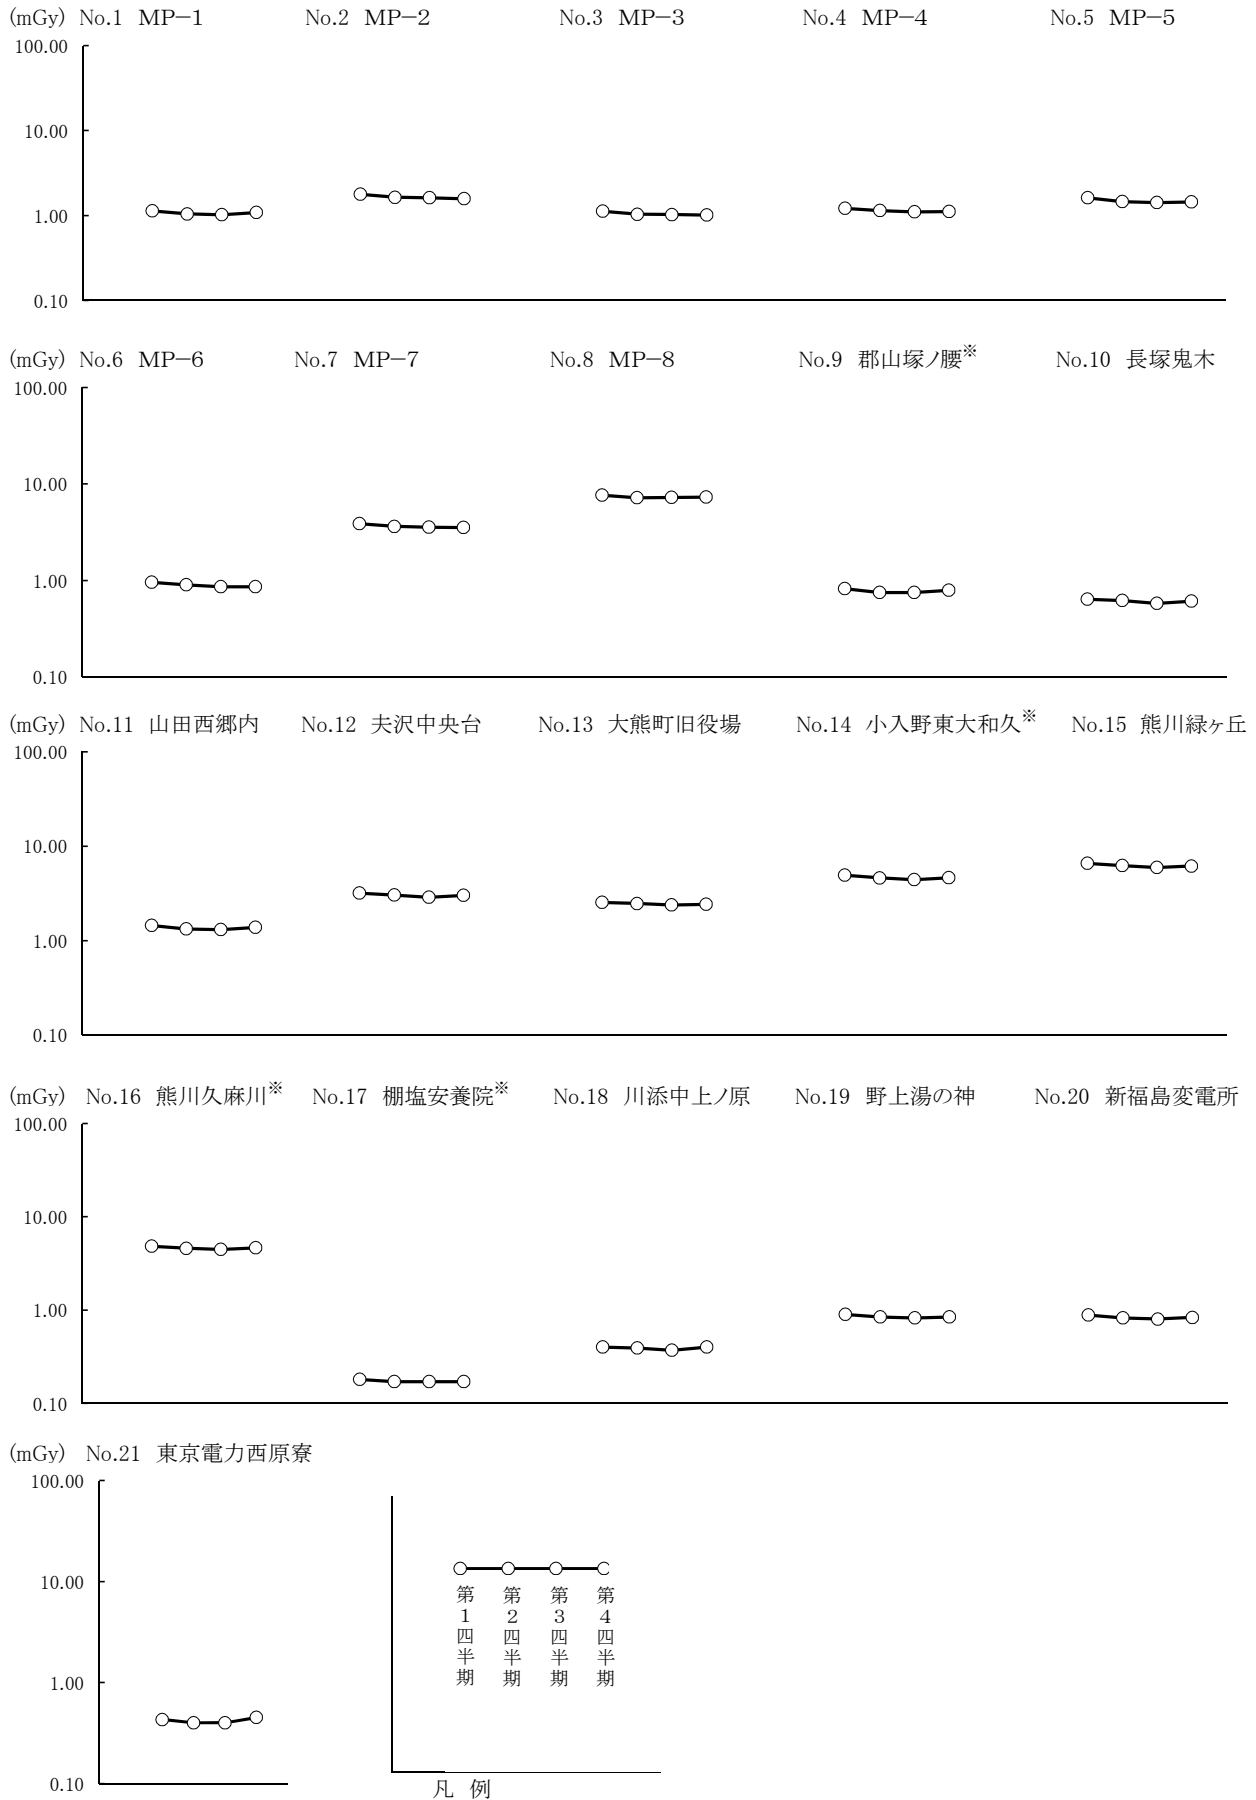 (mGy) No.1 MP−1 No.2 MP−2 No.3 MP−3 No.4 MP−4 No.5 MP−5
100.00
10.00
1.00
0.10
(mGy) No.6 MP−6 No.7 MP−7 No.8 MP−8 No.9 郡山塚ノ腰※ No.10 長塚鬼木
100.00
10.00
1.00
0.10
(mGy) No.11 山田西郷内 No.12 夫沢中央台 No.13 大熊町旧役場 No.14 小入野東大和久※ No.15 熊川緑ヶ丘
100.00
10.00
1.00
0.10
(mGy) No.16 熊川久麻川※ No.17 棚塩安養院※ No.18 川添中上ノ原 No.19 野上湯の神 No.20 新福島変電所
100.00
10.00
1.00
0.10
(mGy) No.21 東京電力西原寮
100.00
10.00
1.00
0.10
第1四半期
第2四半期
第3四半期
第4四半期
凡 例